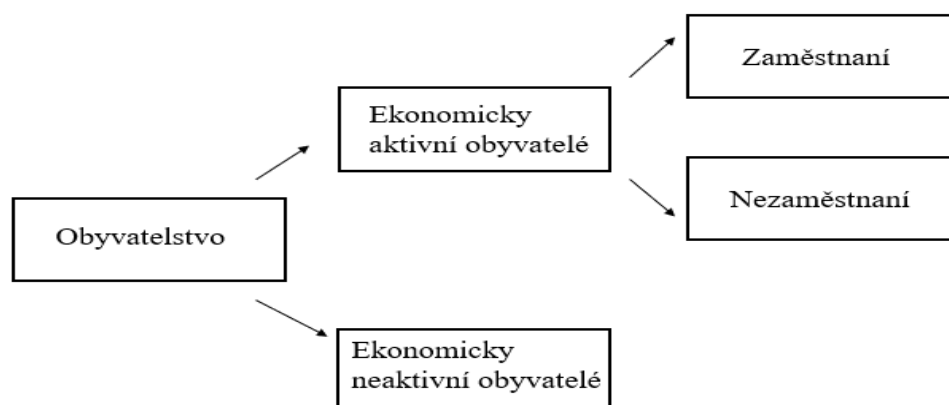 Zaměstnaní
Ekonomicky
aktivní obyvatelé
Nezaměstnaní
Obyvatelstvo
Ekonomicky
neaktivní obyvatelé